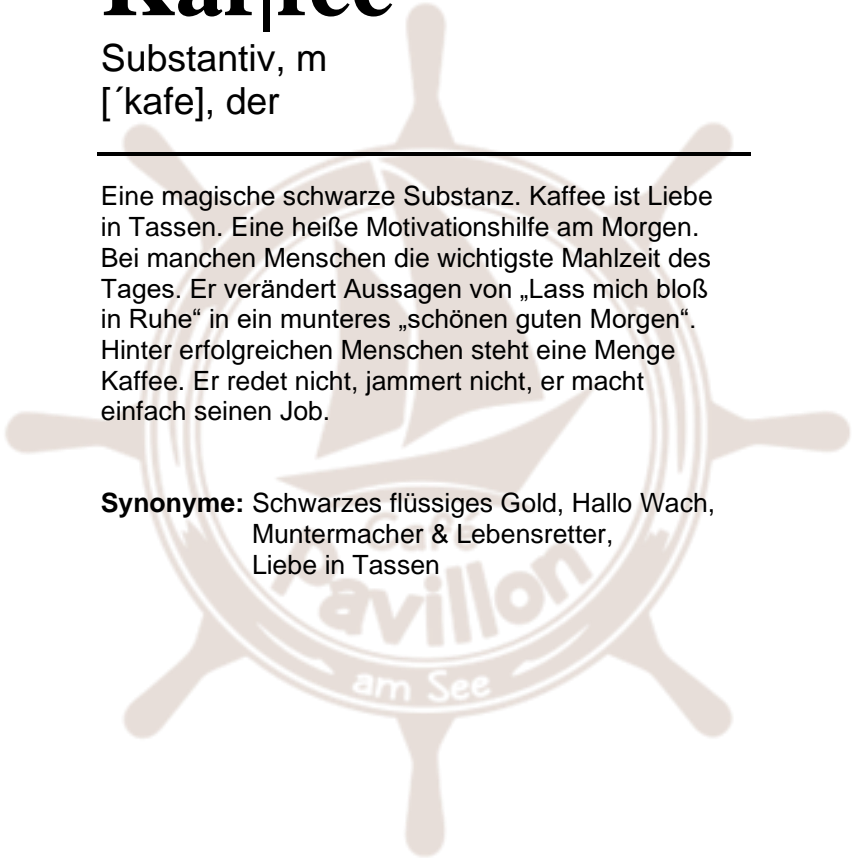 Kaf|fee
Substantiv, m
[´kafe], der
Eine magische schwarze Substanz. Kaffee ist Liebe
in Tassen. Eine heiße Motivationshilfe am Morgen.
Bei manchen Menschen die wichtigste Mahlzeit des
Tages. Er verändert Aussagen von „Lass mich bloß
in Ruhe“ in ein munteres „schönen guten Morgen“.
Hinter erfolgreichen Menschen steht eine Menge
Kaffee. Er redet nicht, jammert nicht, er macht
einfach seinen Job.
Synonyme: Schwarzes flüssiges Gold, Hallo Wach,
Muntermacher & Lebensretter,
Liebe in Tassen
Café
Pavillon
am See